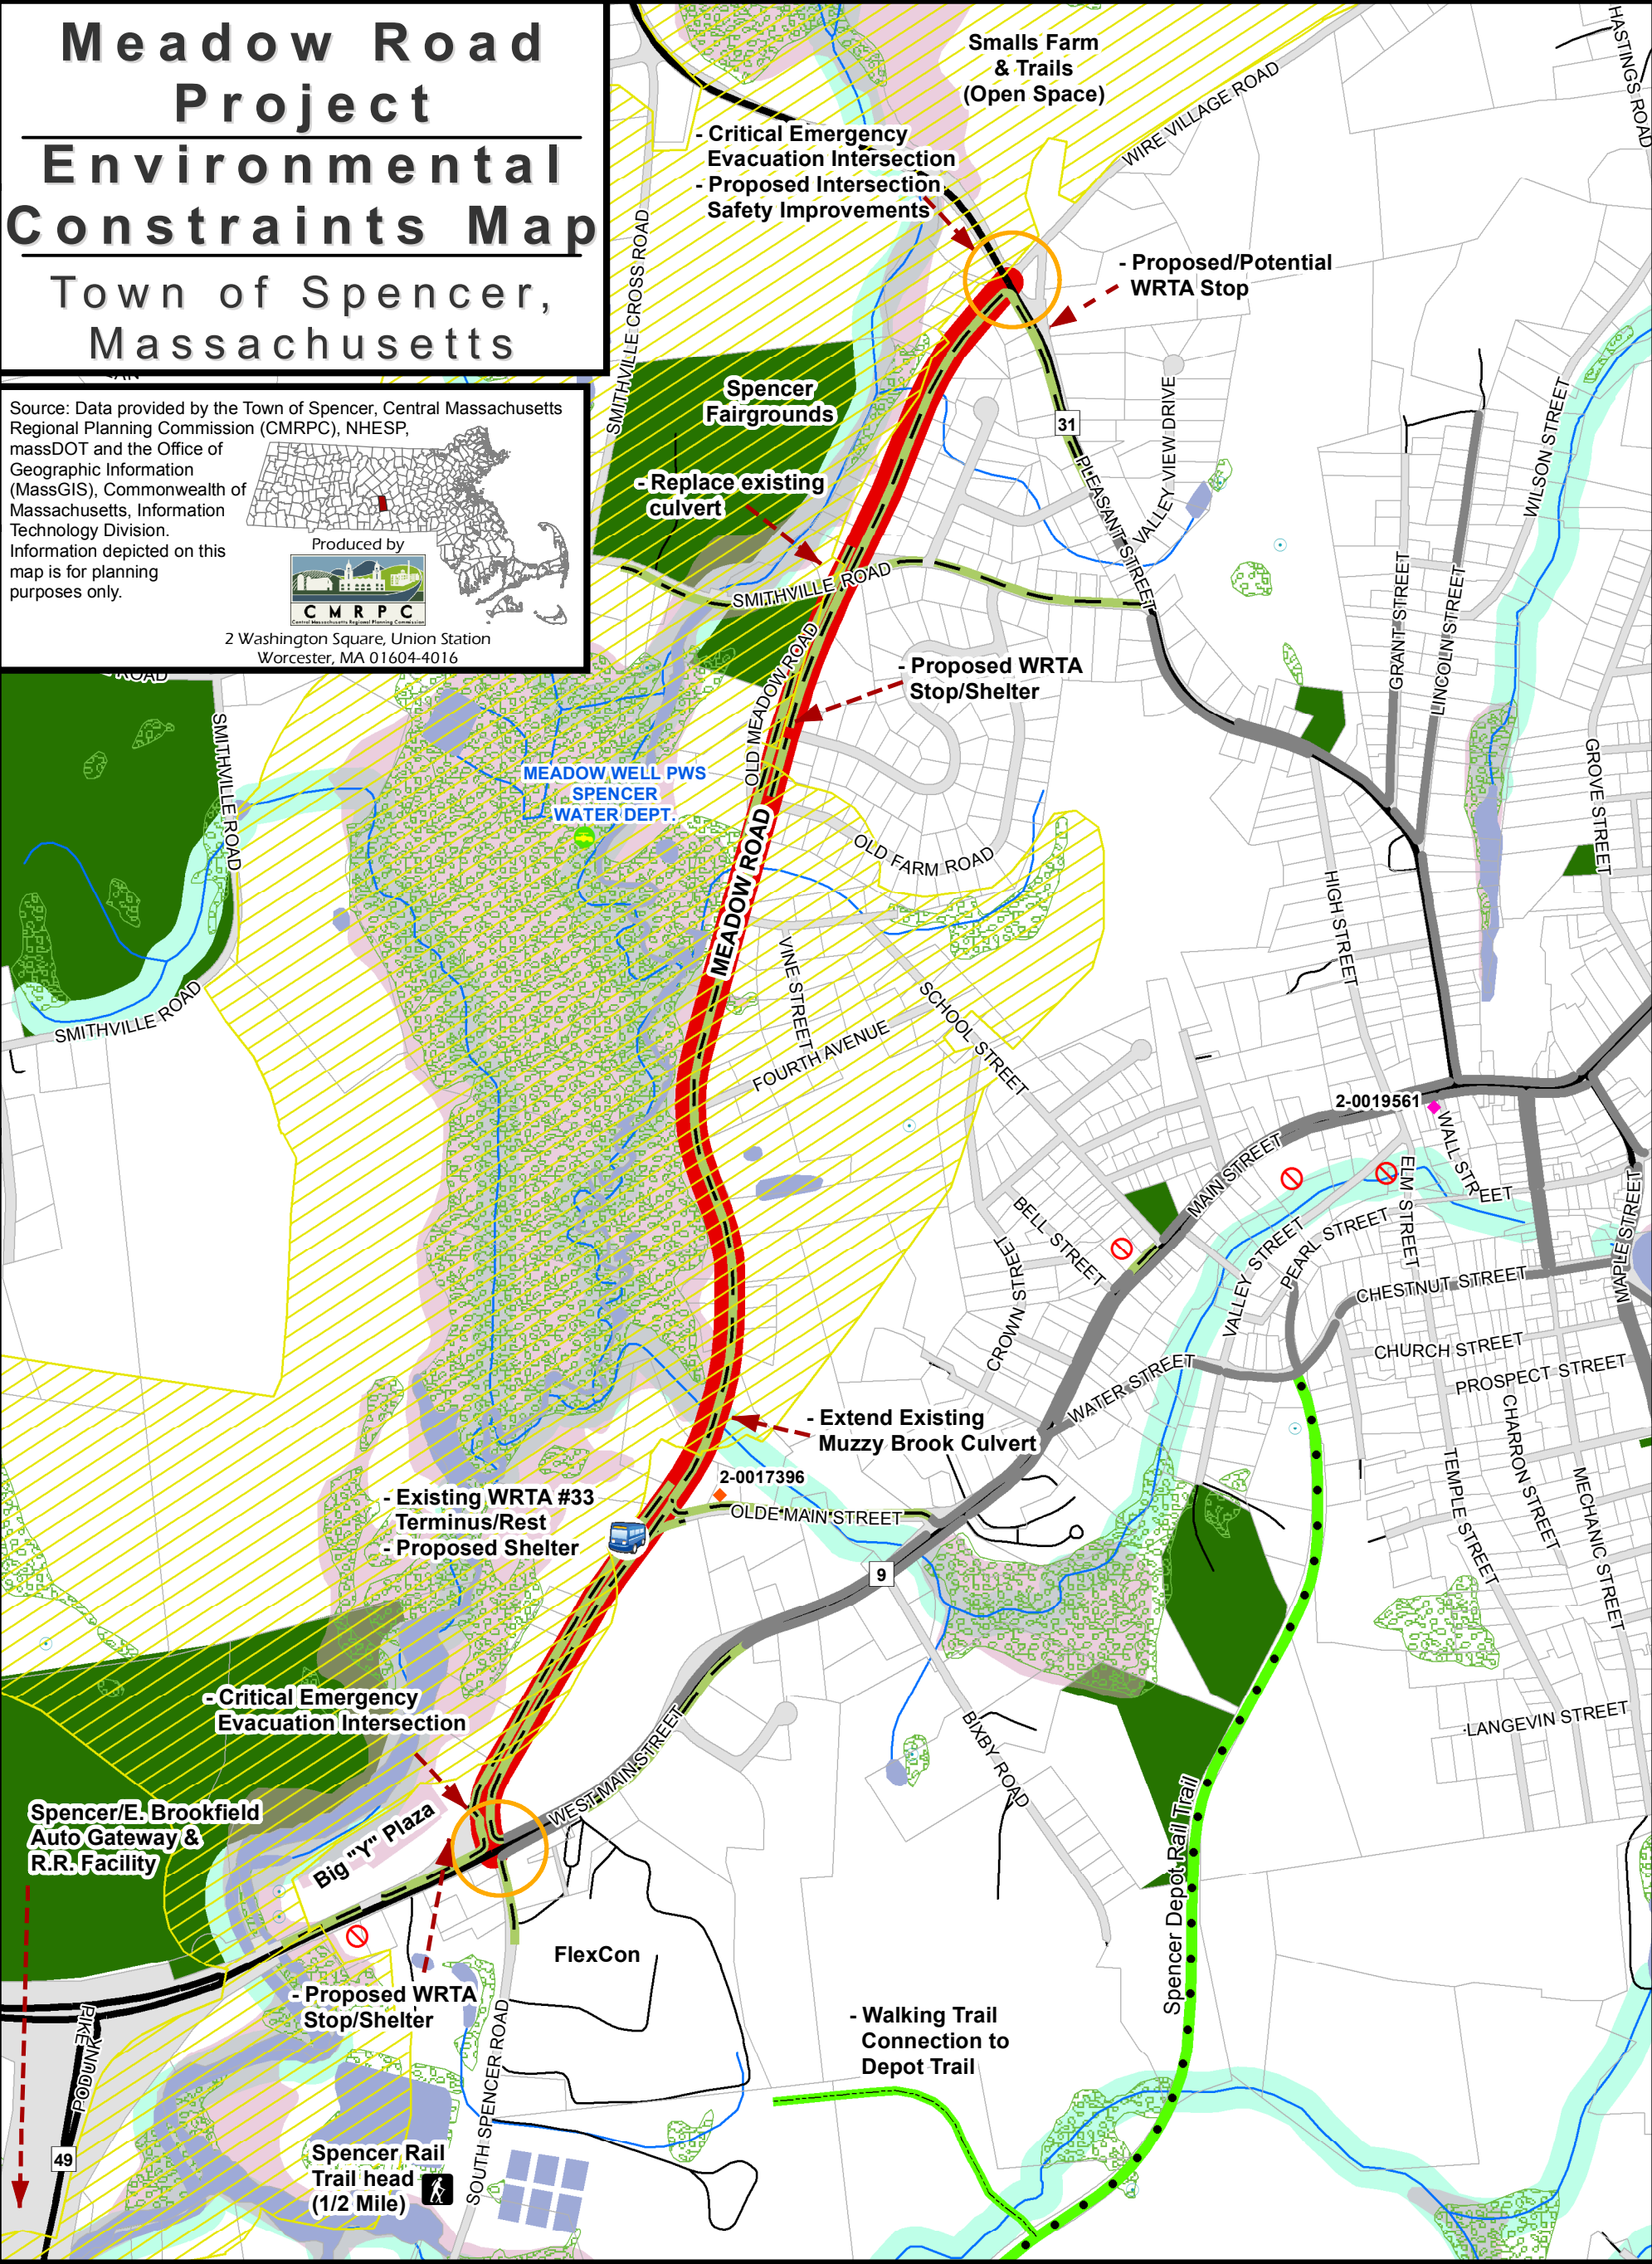 Meadow Road
Project
Environmental
Constraints Map
Town of Spencer,
Massachusetts
Source: Data provided by the Town of Spencer, Central Massachusetts
Regional Planning Commission (CMRPC), NHESP,
massDOT and the Office of
Geographic Information
(MassGIS), Commonwealth of
Massachusetts, Information
Technology Division.
Information depicted on this
map is for planning
purposes only.
Produced by
CMRPC
Central Massachusetts Regional Planning Commission
2 Washington Square, Union Station
Worcester, MA 01604-4016
Smalls Farm
& Trails
(Open Space)
HASTINGS ROAD
WIRE VILLAGE ROAD
- Critical Emergency
Evacuation Intersection
- Proposed Intersection
Safety Improvements
- Proposed/Potential
WRTA Stop
SMITHVILLE CROSS ROAD
Spencer
Fairgrounds
31
PLEASANT STREET
VALLEY VIEW DRIVE
WILSON STREET
- Replace existing
culvert
SMITHVILLE ROAD
GRANT STREET
LINCOLN STREET
OLD MEADOW ROAD
- Proposed WRTA
Stop/Shelter
ROAD
SMITHVILLE ROAD
MEADOW WELL PWS
SPENCER
WATER DEPT.
MEADOW ROAD
OLD FARM ROAD
GROVE STREET
HIGH STREET
VINE STREET
SCHOOL STREET
SMITHVILLE ROAD
FOURTH AVENUE
2-0019561
WALL STREET
MAIN STREET
ELM STREET
BELL STREET
CROWN STREET
VALLEY STREET
PEARL STREET
MAPLE STREET
CHESTNUT STREET
CHURCH STREET
PROSPECT STREET
WATER STREET
- Extend Existing
Muzzy Brook Culvert
CHARRON STREET
TEMPLE STREET
MECHANIC STREET
2-0017396
- Existing WRTA #33
Terminus/Rest
- Proposed Shelter
OLDE MAIN STREET
9
- Critical Emergency
Evacuation Intersection
WEST MAIN STREET
BIXBY ROAD
LANGEVIN STREET
Spencer/E. Brookfield
Auto Gateway &
R.R. Facility
Big "Y" Plaza
Spencer Depot Rail Trail
FlexCon
- Proposed WRTA
Stop/Shelter
PODUNK PIKE
SOUTH SPENCER ROAD
- Walking Trail
Connection to
Depot Trail
49
Spencer Rail
Trail head
(1/2 Mile)